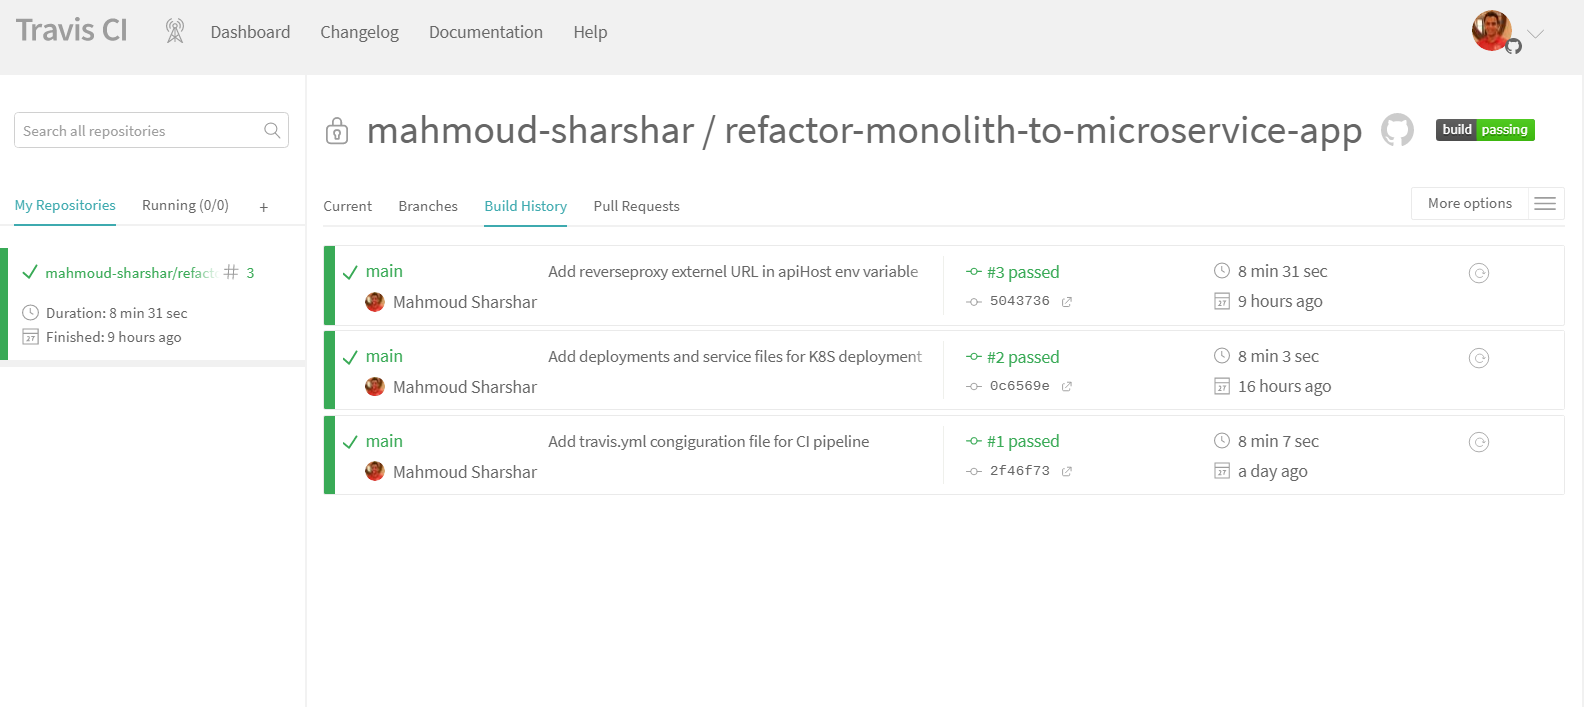 Travis CI
Dashboard
Changelog
Documentation
Help
Search all repositories
My Repositories
Running (0/0)
+
mahmoud-sharshar/refact
# 3
Duration: 8 min 31 sec
27
Finished: 9 hours ago
mahmoud-sharshar / refactor-monolith-to-microservice-app
build passing
Current
Branches
Build History
Pull Requests
More options
main
Add reverseproxy externel URL in apiHost env variable
#3 passed
8 min 31 sec
Mahmoud Sharshar
5043736
27
9 hours ago
main
Add deployments and service files for K8S deployment
#2 passed
8 min 3 sec
Mahmoud Sharshar
0c6569e
27
16 hours ago
main
Add travis.yml congiguration file for CI pipeline
#1 passed
8 min 7 sec
Mahmoud Sharshar
2f46f73
27
a day ago